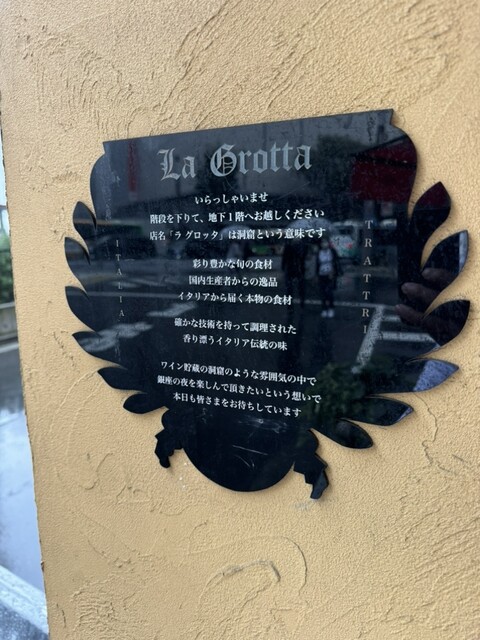 La Grotta
いらっしゃいませ
階段を下りて、地下1階へお越しください
店名「ラ グロッタ」は洞窟という意味です
彩り豊かな旬の食材
国内生産者からの逸品
イタリアから届く本物の食材
確かな技術を持って調理された
香り漂うイタリア伝統の味
ワイン貯蔵の洞窟のような雰囲気の中で
銀座の夜を楽しんで頂きたいという想いで
本日も皆さまをお待ちしています
ITALIA
TRATTRI